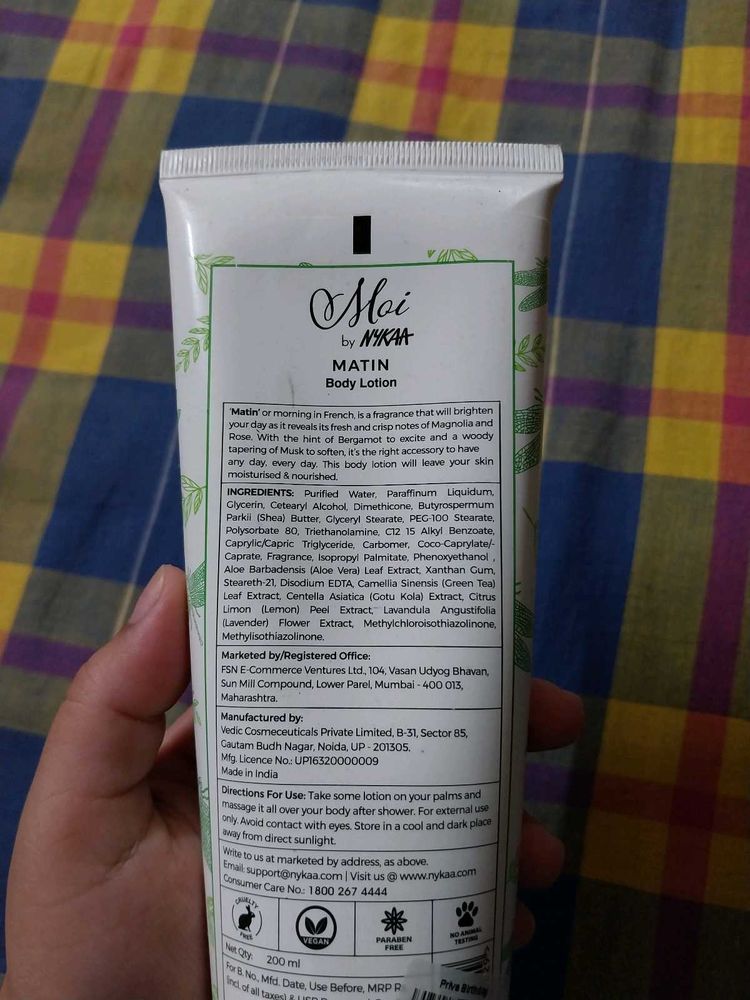 Moi
by NYKAA
MATIN
Body Lotion
'Matin' or morning in French, is a fragrance that will brighten
your day as it reveals its fresh and crisp notes of Magnolia and
Rose. With the hint of Bergamot to excite and a woody
tapering of Musk to soften, it's the right accessory to have
any day, every day. This body lotion will leave your skin
moisturised & nourished.
INGREDIENTS: Purified Water, Paraffinum Liquidum,
Glycerin, Cetearyl Alcohol, Dimethicone, Butyrospermum
Parkii (Shea) Butter, Glyceryl Stearate, PEG-100 Stearate,
Polysorbate 80, Triethanolamine, C12 15 Alkyl Benzoate,
Caprylic/Capric Triglyceride, Carbomer, Coco-Caprylate/-
Caprate, Fragrance, Isopropyl Palmitate, Phenoxyethanol ,
Aloe Barbadensis (Aloe Vera) Leaf Extract, Xanthan Gum,
Steareth-21, Disodium EDTA, Camellia Sinensis (Green Tea)
Leaf Extract, Centella Asiatica (Gotu Kola) Extract, Citrus
Limon (Lemon) Peel Extract, Lavandula Angustifolia
(Lavender) Flower Extract, Methylchloroisothiazolinone,
Methylisothiazolinone.
Marketed by/Registered Office:
FSN E-Commerce Ventures Ltd., 104, Vasan Udyog Bhavan,
Sun Mill Compound, Lower Parel, Mumbai - 400 013,
Maharashtra.
Manufactured by:
Vedic Cosmeceuticals Private Limited, B-31, Sector 85,
Gautam Budh Nagar, Noida, UP - 201305.
Mfg. Licence No.: UP16320000009
Made in India
Directions For Use: Take some lotion on your palms and
massage it all over your body after shower. For external use
only. Avoid contact with eyes. Store in a cool and dark place
away from direct sunlight.
Write to us at marketed by address, as above.
Email: support@nykaa.com | Visit us @ www.nykaa.com
Consumer Care No.: 1800 267 4444
CRUELTY FREE
VEGAN
PARABEN
FREE
NO ANIMAL
TESTING
Net Qty: 200 ml
For B. No., Mfd. Date, Use Before, MRP R
(incl. of all taxes) & USP
Prive Birthday